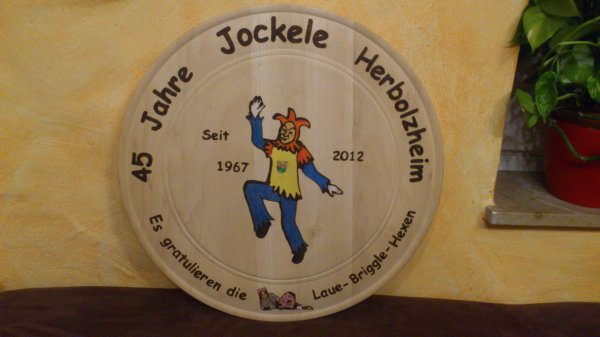 45 Jahre Jockele Herbolzheim
Seit
1967
2012
Es gratulieren die Laue-Briggle-Hexen